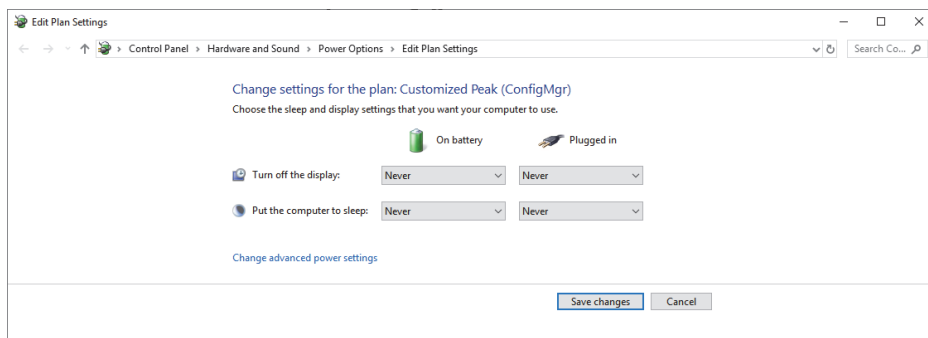 Edit Plan Settings
Control Panel > Hardware and Sound > Power Options > Edit Plan Settings
Search Co...
Change settings for the plan: Customized Peak (ConfigMgr)
Choose the sleep and display settings that you want your computer to use.
On battery Plugged in
Turn off the display: Never Never
Put the computer to sleep: Never Never
Change advanced power settings
Save changes Cancel